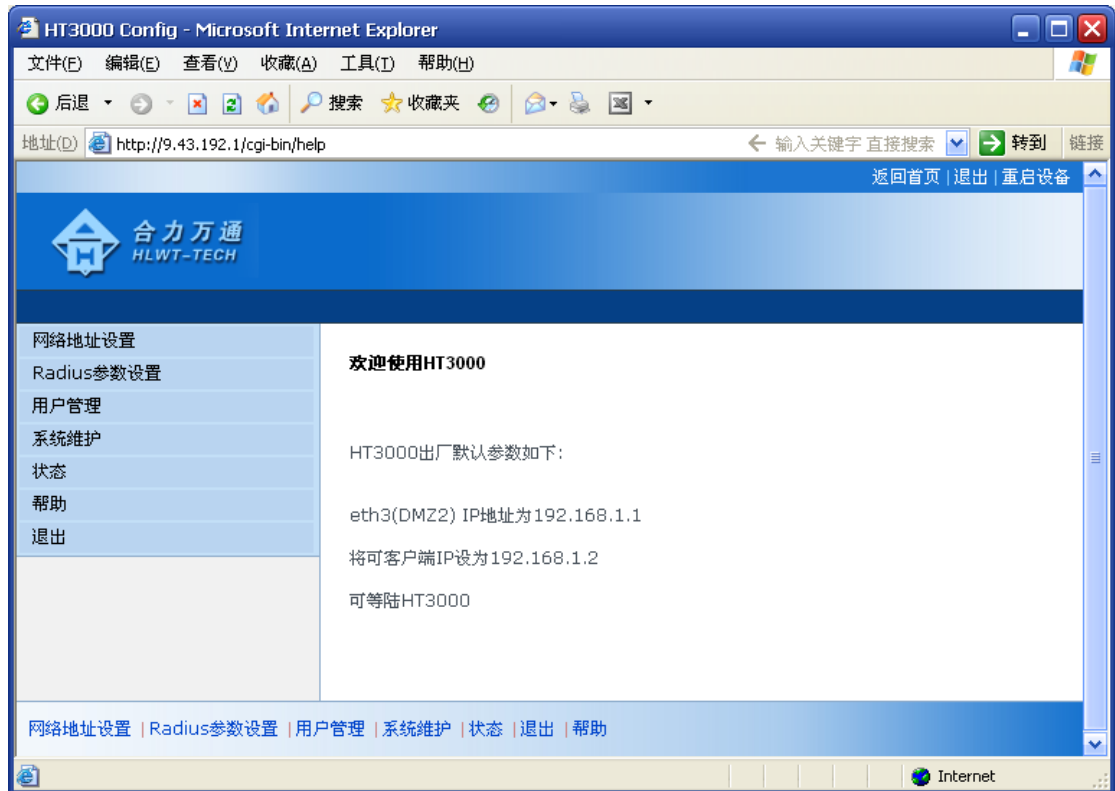 HT3000 Config - Microsoft Internet Explorer
文件(F) 编辑(E) 查看(V) 收藏(A) 工具(T) 帮助(H)
后退 搜索 收藏夹
地址(D) http://9.43.192.1/cgi-bin/help 输入关键字 直接搜索 转到 链接
返回首页 | 退出 | 重启设备
合力万通
HLWT-TECH
网络地址设置
Radius参数设置
用户管理
系统维护
状态
帮助
退出
欢迎使用HT3000
HT3000出厂默认参数如下:
eth3(DMZ2) IP地址为192.168.1.1
将可客户端IP设为192.168.1.2
可等陆HT3000
网络地址设置 | Radius参数设置 | 用户管理 | 系统维护 | 状态 | 退出 | 帮助
Internet